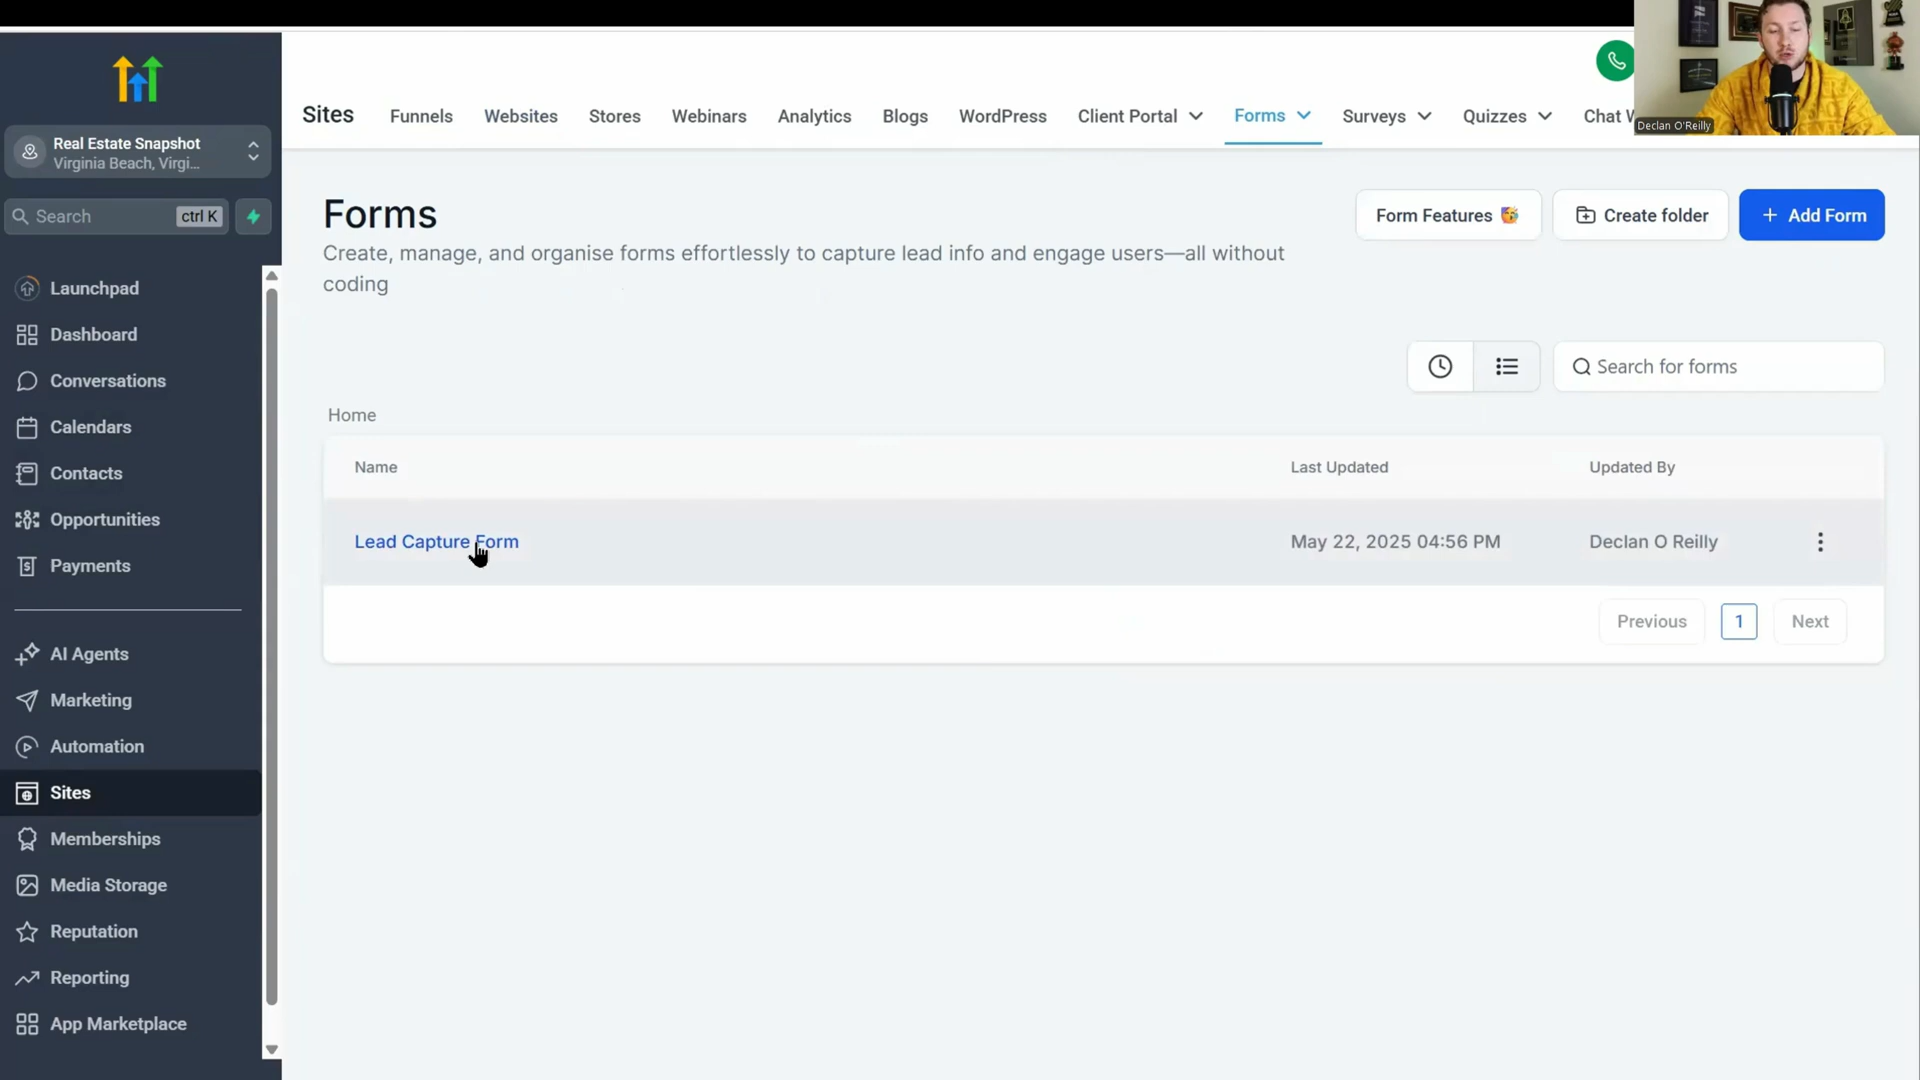 Real Estate Snapshot
Virginia Beach, Virgi...
Search
ctrl K
Launchpad
Dashboard
Conversations
Calendars
Contacts
Opportunities
Payments
AI Agents
Marketing
Automation
Sites
Memberships
Media Storage
Reputation
Reporting
App Marketplace
Sites Funnels Websites Stores Webinars Analytics Blogs WordPress Client Portal Forms Surveys Quizzes Chat W
Declan O'Reilly
Forms
Create, manage, and organise forms effortlessly to capture lead info and engage users—all without
coding
Form Features
Create folder
+ Add Form
Search for forms
Home
Name Last Updated Updated By
Lead Capture Form May 22, 2025 04:56 PM Declan O Reilly
Previous 1 Next